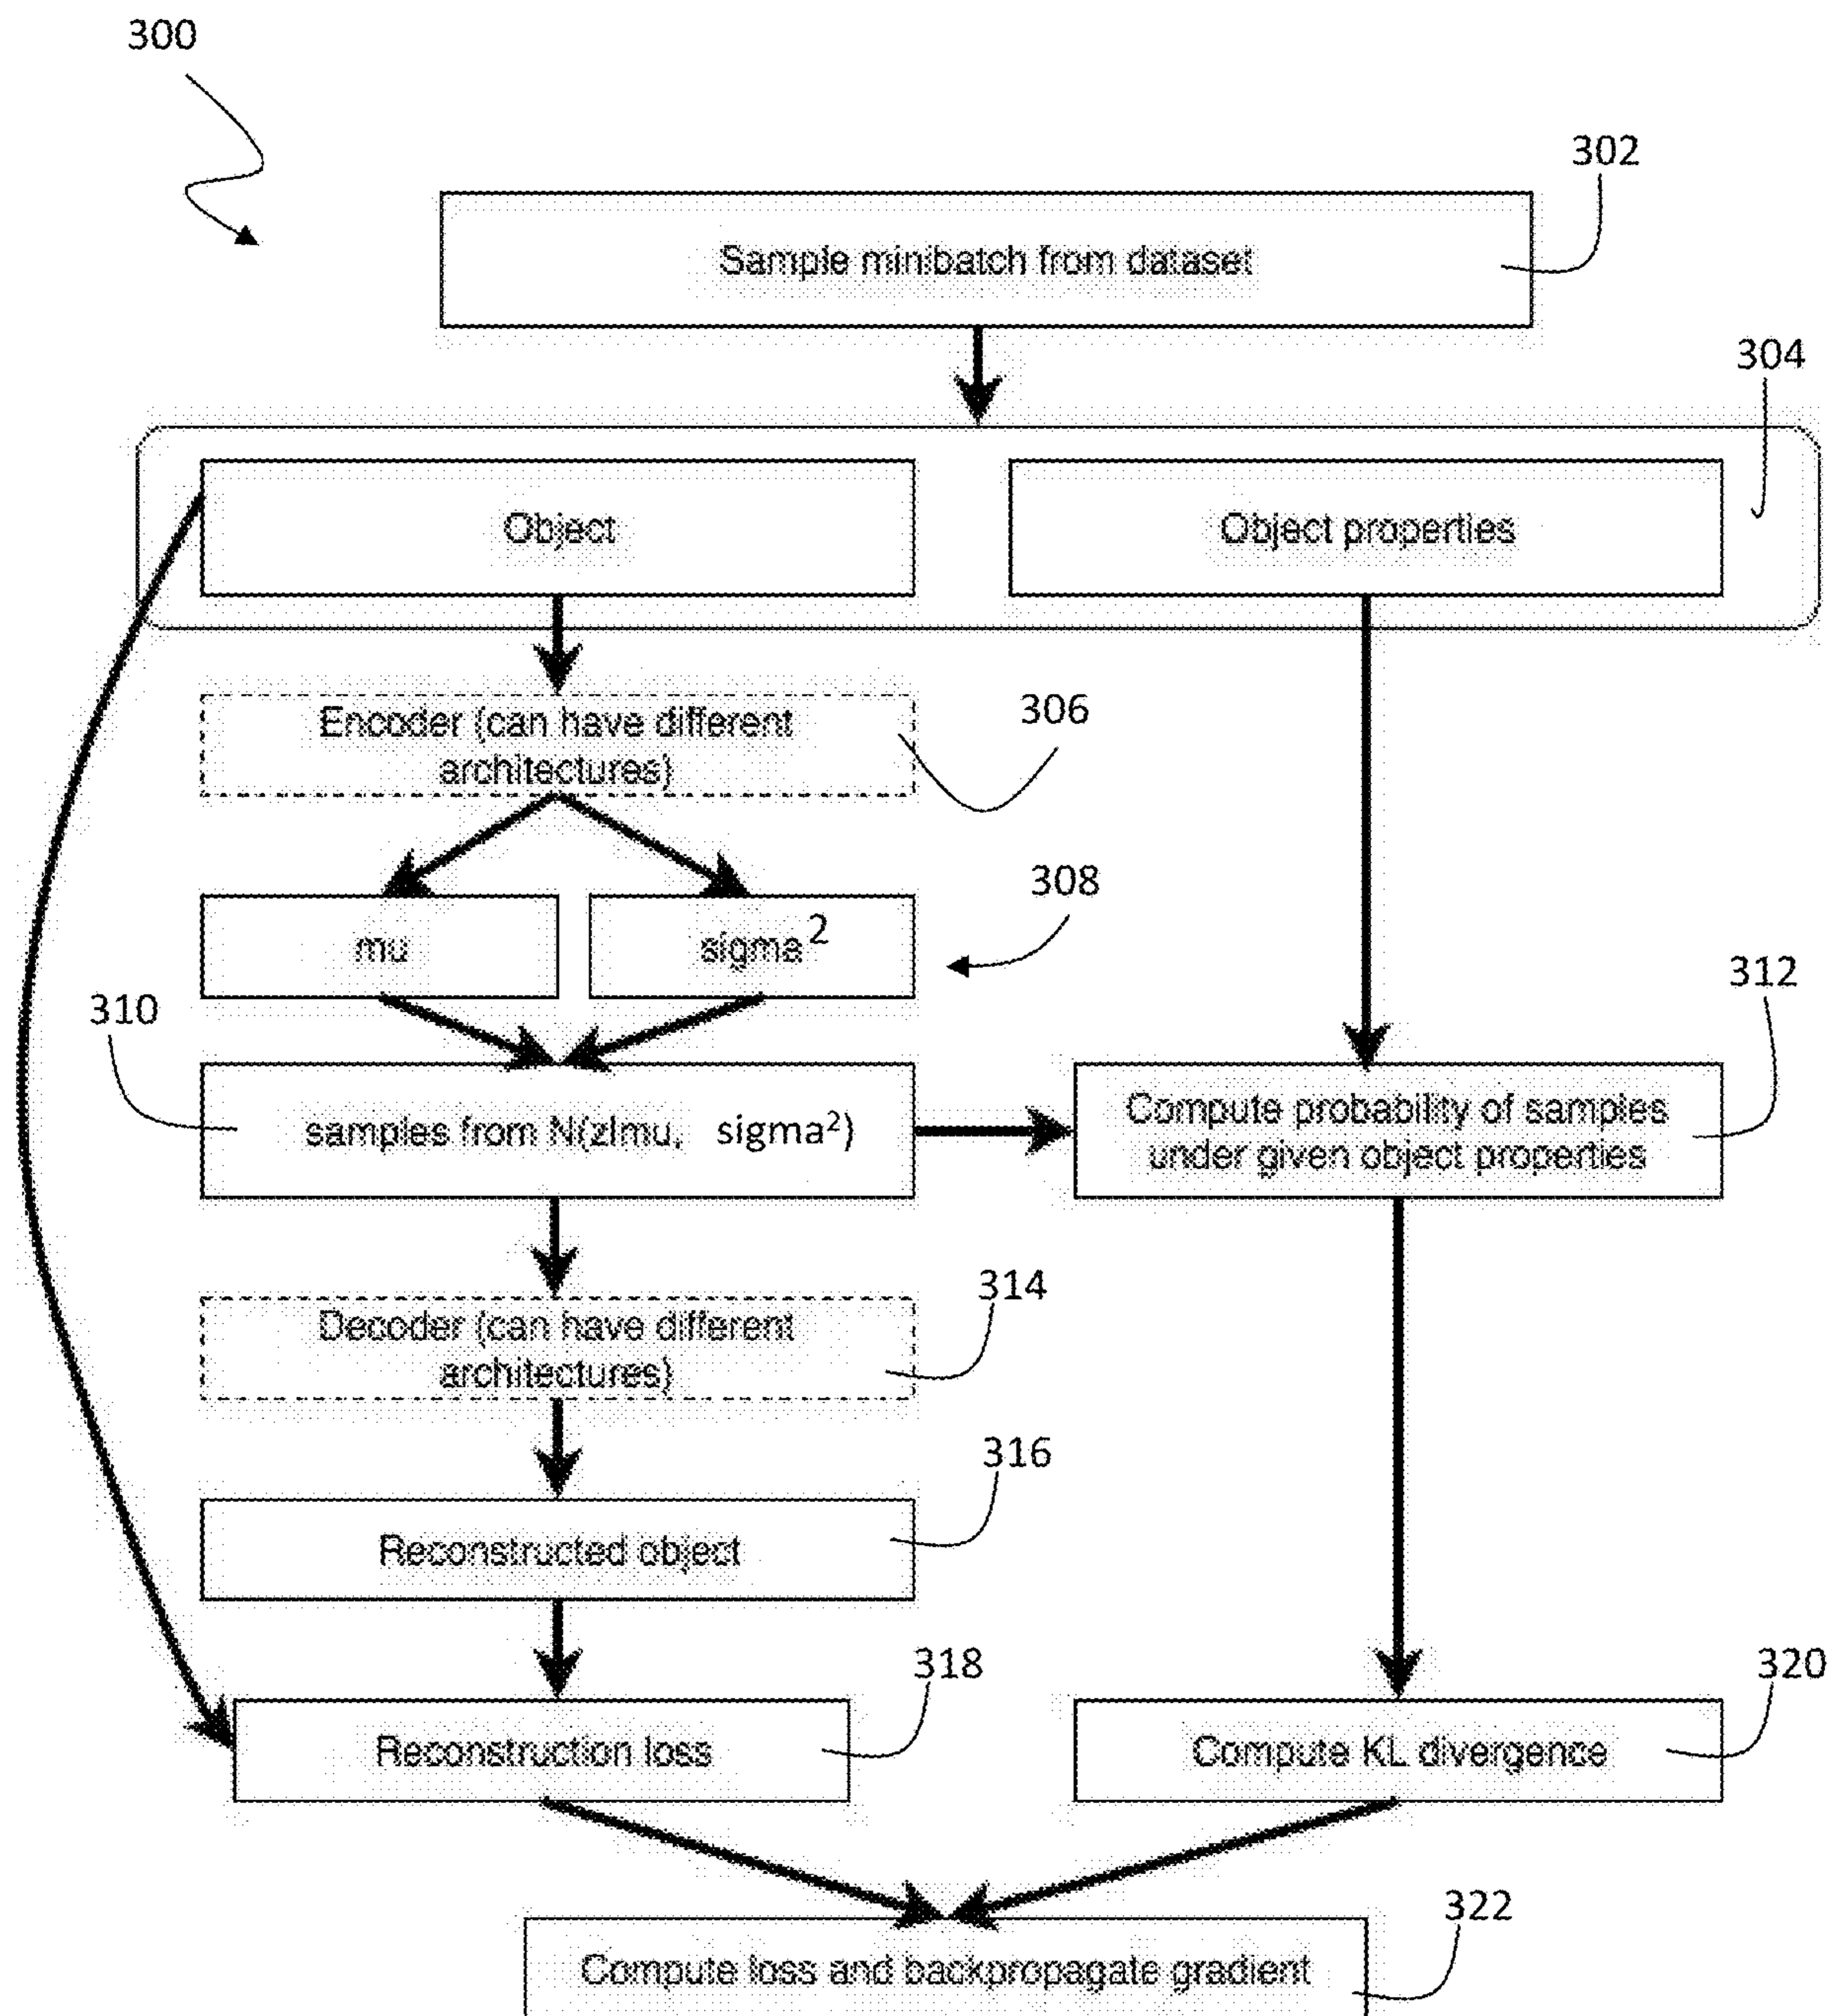 300
302
Sample minibatch from dataset
304
Object
Object properties
Encoder (can have different
architectures)
306
308
mu
sigma2
310
312
samples from N(zlmu, sigma²)
Compute probability of samples
under given object properties
314
Decoder (can have different
architectures)
316
Reconstructed object
318
320
Reconstruction loss
Compute KL divergence
322
Compute loss and backpropagate gradient